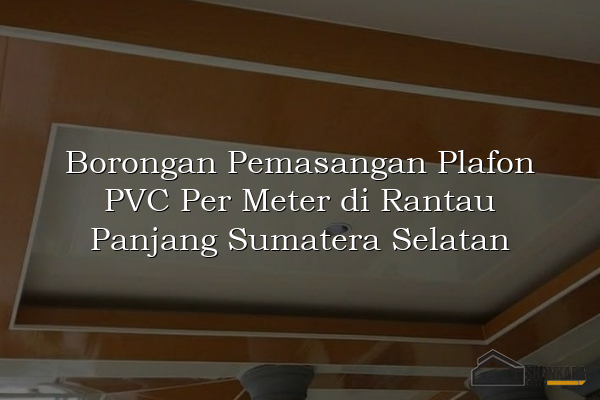 Borongan Pemasangan Plafon
PVC Per Meter di Rantau
Panjang Sumatera Selatan